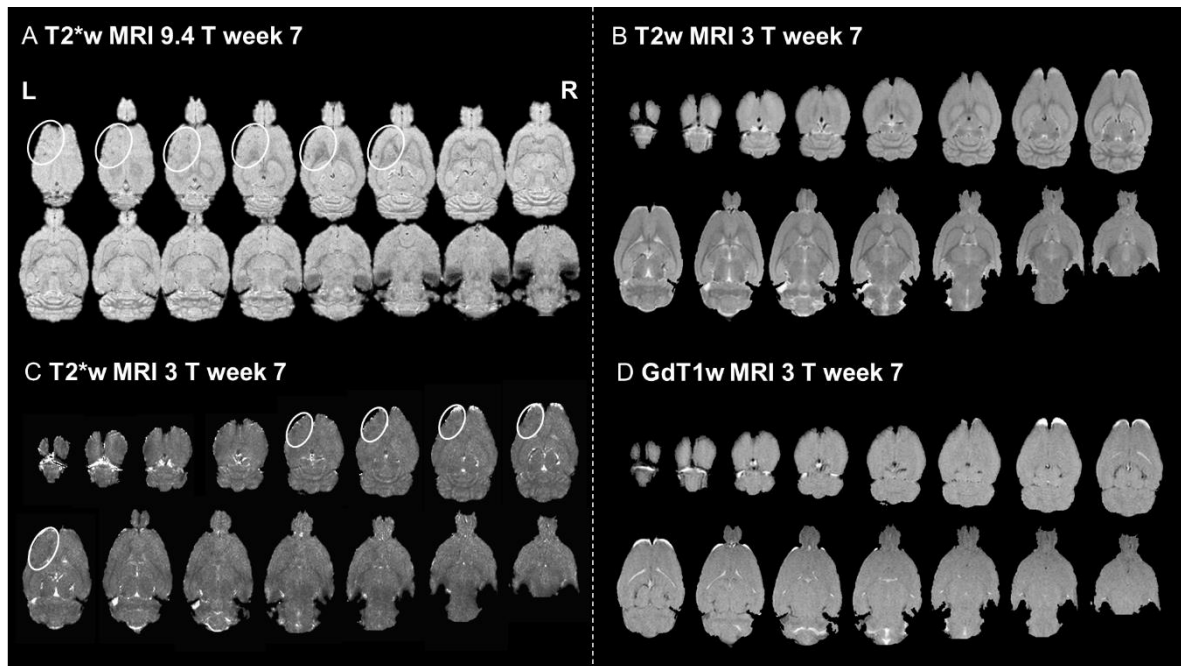 A T2*w MRI 9.4 T week 7
L
R
B T2w MRI 3 T week 7
C T2*w MRI 3 T week 7
D GdT1w MRI 3 T week 7